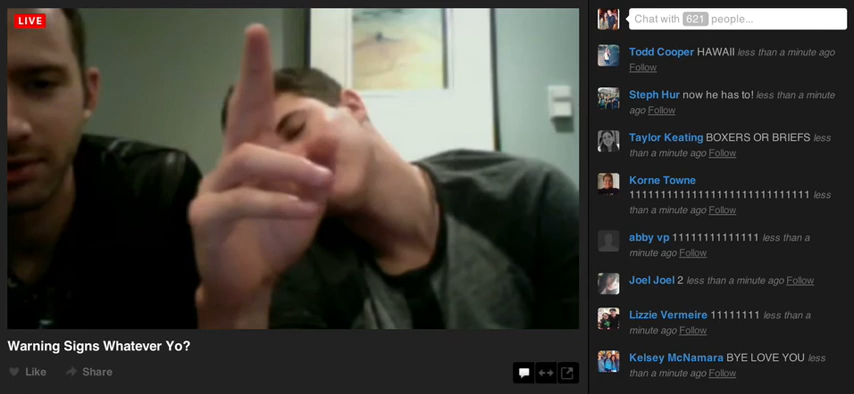 LIVE
Warning Signs Whatever Yo?
Like
Share
Chat with 621 people...
Todd Cooper HAWAII less than a minute ago
Follow
Steph Hur now he has to! less than a minute
ago Follow
Taylor Keating BOXERS OR BRIEFS less
than a minute ago Follow
Korne Towne
1111111111111111111111111111 less
than a minute ago Follow
abby vp 11111111111111 less than a
minute ago Follow
Joel Joel 2 less than a minute ago Follow
Lizzie Vermeire 11111111 less than a
minute ago Follow
Kelsey McNamara BYE LOVE YOU less
than a minute ago Follow